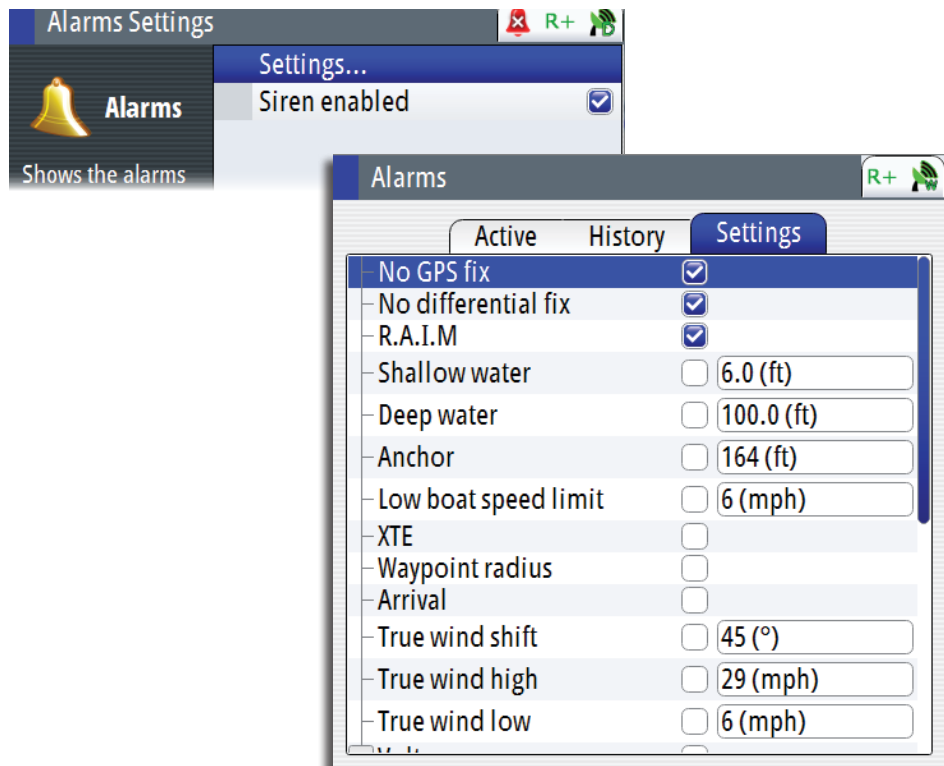 Alarms Settings
R+
Settings...
Alarms
Siren enabled
Shows the alarms
Alarms
R+
Active History Settings
No GPS fix
No differential fix
R.A.I.M
Shallow water 6.0 (ft)
Deep water 100.0 (ft)
Anchor 164 (ft)
Low boat speed limit 6 (mph)
XTE
Waypoint radius
Arrival
True wind shift 45 (°)
True wind high 29 (mph)
True wind low 6 (mph)